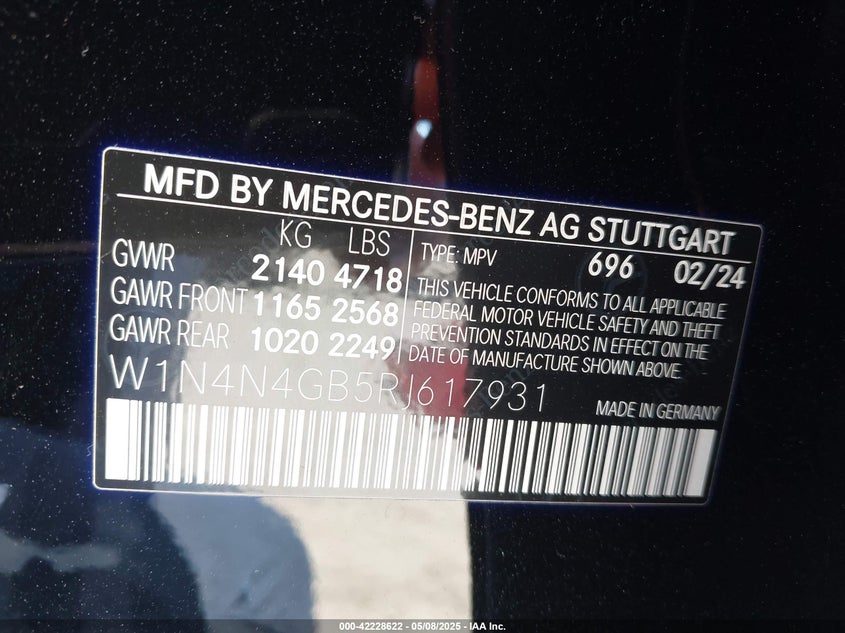 MFD BY MERCEDES-BENZ AG STUTTGART
KG LBS
GVWR 2140 4718
GAWR FRONT 1165 2568
GAWR REAR 1020 2249
TYPE: MPV 696 02/24
THIS VEHICLE CONFORMS TO ALL APPLICABLE
FEDERAL MOTOR VEHICLE SAFETY AND THEFT
PREVENTION STANDARDS IN EFFECT ON THE
DATE OF MANUFACTURE SHOWN ABOVE.
W1N4N4GB5RJ617931
MADE IN GERMANY
000-42228622 - 05/08/2025 - IAA Inc.